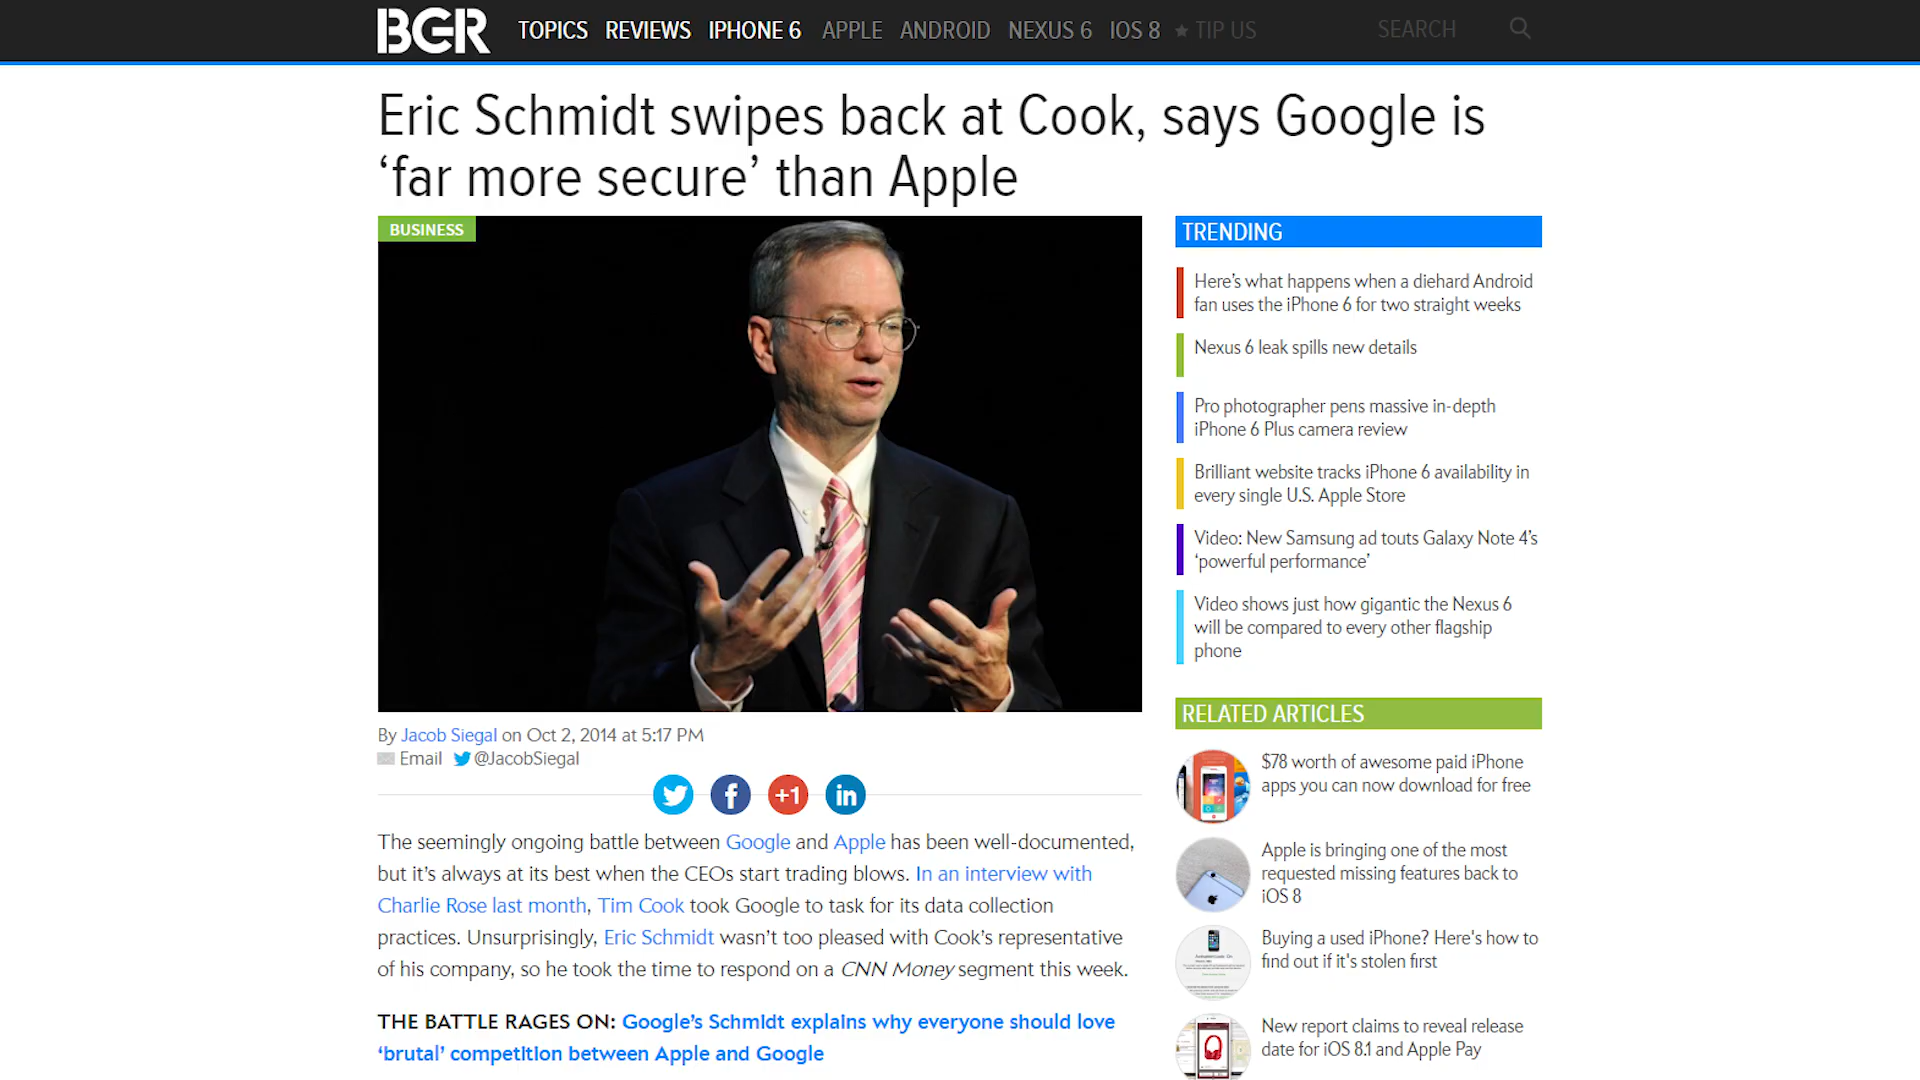 BGR TOPICS REVIEWS IPHONE 6 APPLE ANDROID NEXUS 6 IOS 8 ★ TIP US SEARCH
Eric Schmidt swipes back at Cook, says Google is
‘far more secure’ than Apple
BUSINESS
By Jacob Siegal on Oct 2, 2014 at 5:17 PM
Email @JacobSiegal
+1
in
The seemingly ongoing battle between Google and Apple has been well-documented,
but it’s always at its best when the CEOs start trading blows. In an interview with
Charlie Rose last month, Tim Cook took Google to task for its data collection
practices. Unsurprisingly, Eric Schmidt wasn’t too pleased with Cook’s representative
of his company, so he took the time to respond on a CNN Money segment this week.
THE BATTLE RAGES ON: Google’s Schmidt explains why everyone should love
‘brutal’ competition between Apple and Google
TRENDING
Here’s what happens when a diehard Android
fan uses the iPhone 6 for two straight weeks
Nexus 6 leak spills new details
Pro photographer pens massive in-depth
iPhone 6 Plus camera review
Brilliant website tracks iPhone 6 availability in
every single U.S. Apple Store
Video: New Samsung ad touts Galaxy Note 4’s
‘powerful performance’
Video shows just how gigantic the Nexus 6
will be compared to every other flagship
phone
RELATED ARTICLES
$78 worth of awesome paid iPhone
apps you can now download for free
Apple is bringing one of the most
requested missing features back to
iOS 8
Buying a used iPhone? Here's how to
find out if it's stolen first
New report claims to reveal release
date for iOS 8.1 and Apple Pay